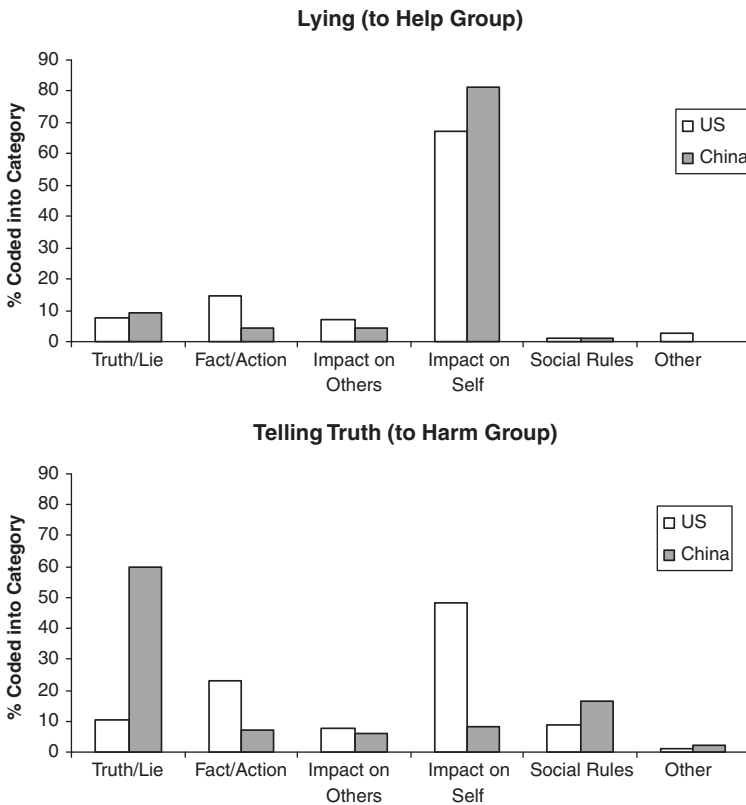 Lying (to Help Group)
90
80
70
60
50
40
30
20
10
0
% Coded into Category
US
China
Truth/Lie Fact/Action Impact on Others Impact on Self Social Rules Other
Telling Truth (to Harm Group)
90
80
70
60
50
40
30
20
10
0
% Coded into Category
US
China
Truth/Lie Fact/Action Impact on Others Impact on Self Social Rules Other